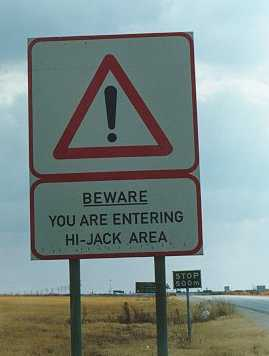 !
BEWARE
YOU ARE ENTERING
HI-JACK AREA
STOP
500m